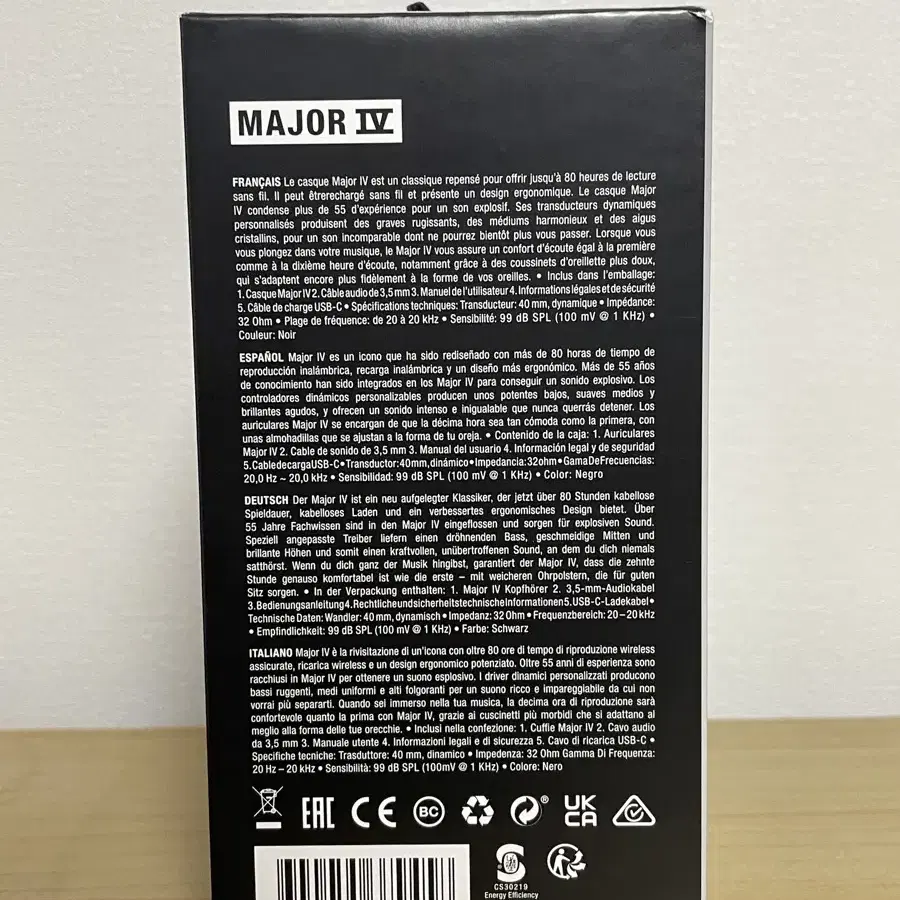 MAJOR IV
FRANÇAIS Le casque Major IV est un classique repensé pour offrir jusqu'à 80 heures de lecture
sans fil. Il peut êtrerechargé sans fil et présente un design ergonomique. Le casque Major
IV condense plus de 55 d'expérience pour un son explosif. Ses transducteurs dynamiques
personnalisés produisent des graves rugissants, des médiums harmonieux et des aigus
cristallins, pour un son incomparable dont ne pourrez bientôt plus vous passer. Lorsque vous
vous plongez dans votre musique, le Major IV vous assure un confort d'écoute égal à la première
comme à la dixième heure d'écoute, notamment grâce à des coussinets d'oreillette plus doux,
qui s'adaptent encore plus fidèlement à la forme de vos oreilles. • Inclus dans l'emballage:
1. Casque Major IV 2. Câble audio de 3,5 mm 3. Manuel de l'utilisateur 4. Informations légales et de sécurité
5. Câble de charge USB-C • Spécifications techniques: Transducteur: 40 mm, dynamique • Impédance:
32 Ohm • Plage de fréquence: de 20 à 20 kHz • Sensibilité: 99 dB SPL (100 mV @ 1 KHz) •
Couleur: Noir
ESPAÑOL Major IV es un icono que ha sido rediseñado con más de 80 horas de tiempo de
reproducción inalámbrica, recarga inalámbrica y un diseño más ergonómico. Más de 55 años
de conocimiento han sido integrados en los Major IV para conseguir un sonido explosivo. Los
controladores dinámicos personalizables producen unos potentes bajos, suaves medios y
brillantes agudos, y ofrecen un sonido intenso e inigualable que nunca querrás detener. Los
auriculares Major IV se encargan de que la décima hora sea tan cómoda como la primera, con
unas almohadillas que se ajustan a la forma de tu oreja. • Contenido de la caja: 1. Auriculares
Major IV 2. Cable de sonido de 3,5 mm 3. Manual del usuario 4. Información legal y de seguridad
5.CabledecargaUSB-C•Transductor:40mm,dinámico•Impedancia:32ohm•GamaDeFrecuencias:
20,0 Hz ~ 20,0 kHz • Sensibilidad: 99 dB SPL (100 mV @ 1 KHz) • Color: Negro
DEUTSCH Der Major IV ist ein neu aufgelegter Klassiker, der jetzt über 80 Stunden kabellose
Spieldauer, kabelloses Laden und ein verbessertes ergonomisches Design bietet. Über
55 Jahre Fachwissen sind in den Major IV eingeflossen und sorgen für explosiven Sound.
Speziell angepasste Treiber liefern einen dröhnenden Bass, geschmeidige Mitten und
brillante Höhen und somit einen kraftvollen, unübertroffenen Sound, an dem du dich niemals
satthörst. Wenn du dich ganz der Musik hingibst, garantiert der Major IV, dass die zehnte
Stunde genauso komfortabel ist wie die erste – mit weicheren Ohrpolstern, die für guten
Sitz sorgen. • In der Verpackung enthalten: 1. Major IV Kopfhörer 2. 3,5-mm-Audiokabel
3.Bedienungsanleitung4.RechtlicheundsicherheitstechnischeInformationen5.USB-C-Ladekabel•
Technische Daten: Wandler: 40 mm, dynamisch • Impedanz: 32 Ohm • Frequenzbereich: 20 – 20 kHz
• Empfindlichkeit: 99 dB SPL (100 mV @ 1 KHz) • Farbe: Schwarz
ITALIANO Major IV è la rivisitazione di un'icona con oltre 80 ore di tempo di riproduzione wireless
assicurate, ricarica wireless e un design ergonomico potenziato. Oltre 55 anni di esperienza sono
racchiusi in Major IV per ottenere un suono esplosivo. I driver dinamici personalizzati producono
bassi ruggenti, medi uniformi e alti folgoranti per un suono ricco e impareggiabile da cui non
vorrai più separarti. Quando sei immerso nella tua musica, la decima ora di riproduzione sarà
confortevole quanto la prima con Major IV, grazie ai cuscinetti più morbidi che si adattano al
meglio alla forma delle tue orecchie. • Inclusi nella confezione: 1. Cuffie Major IV 2. Cavo audio
da 3,5 mm 3. Manuale utente 4. Informazioni legali e di sicurezza 5. Cavo di ricarica USB-C •
Specifiche tecniche: Trasduttore: 40 mm, dinamico • Impedenza: 32 Ohm Gamma Di Frequenza:
20 Hz – 20 kHz • Sensibilità: 99 dB SPL (100mV @ 1 KHz) • Colore: Nero
EAC CE BC ® UK CA
CS30219
Energy Efficiency